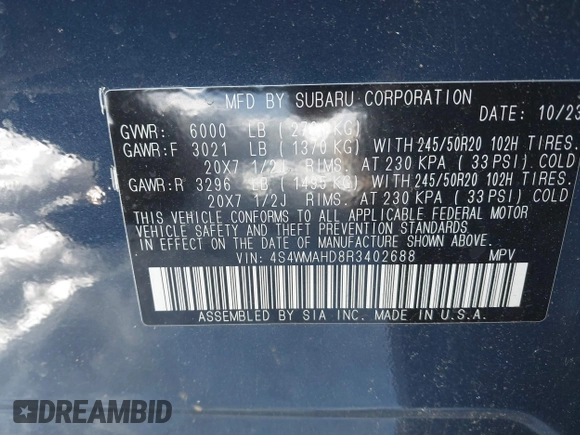 MFD BY SUBARU CORPORATION
DATE: 10/23
GVWR: 6000 LB ( KG)
GAWR:F 3021 LB ( 1370 KG) WITH 245/50R20 102H TIRES.
20X7 1/2J RIMS. AT 230 KPA ( 33 PSI) COLD
GAWR:R 3296 LB ( 1495 KG) WITH 245/50R20 102H TIRES.
20X7 1/2J RIMS. AT 230 KPA ( 33 PSI) COLD
THIS VEHICLE CONFORMS TO ALL APPLICABLE FEDERAL MOTOR
VEHICLE SAFETY AND THEFT PREVENTION STANDARDS
IN EFFECT ON THE DATE OF MANUFACTURE SHOWN ABOVE.
VIN: 4S4WMAHD8R3402688 MPV
ASSEMBLED BY SIA INC. MADE IN U.S.A.
DREAMBID